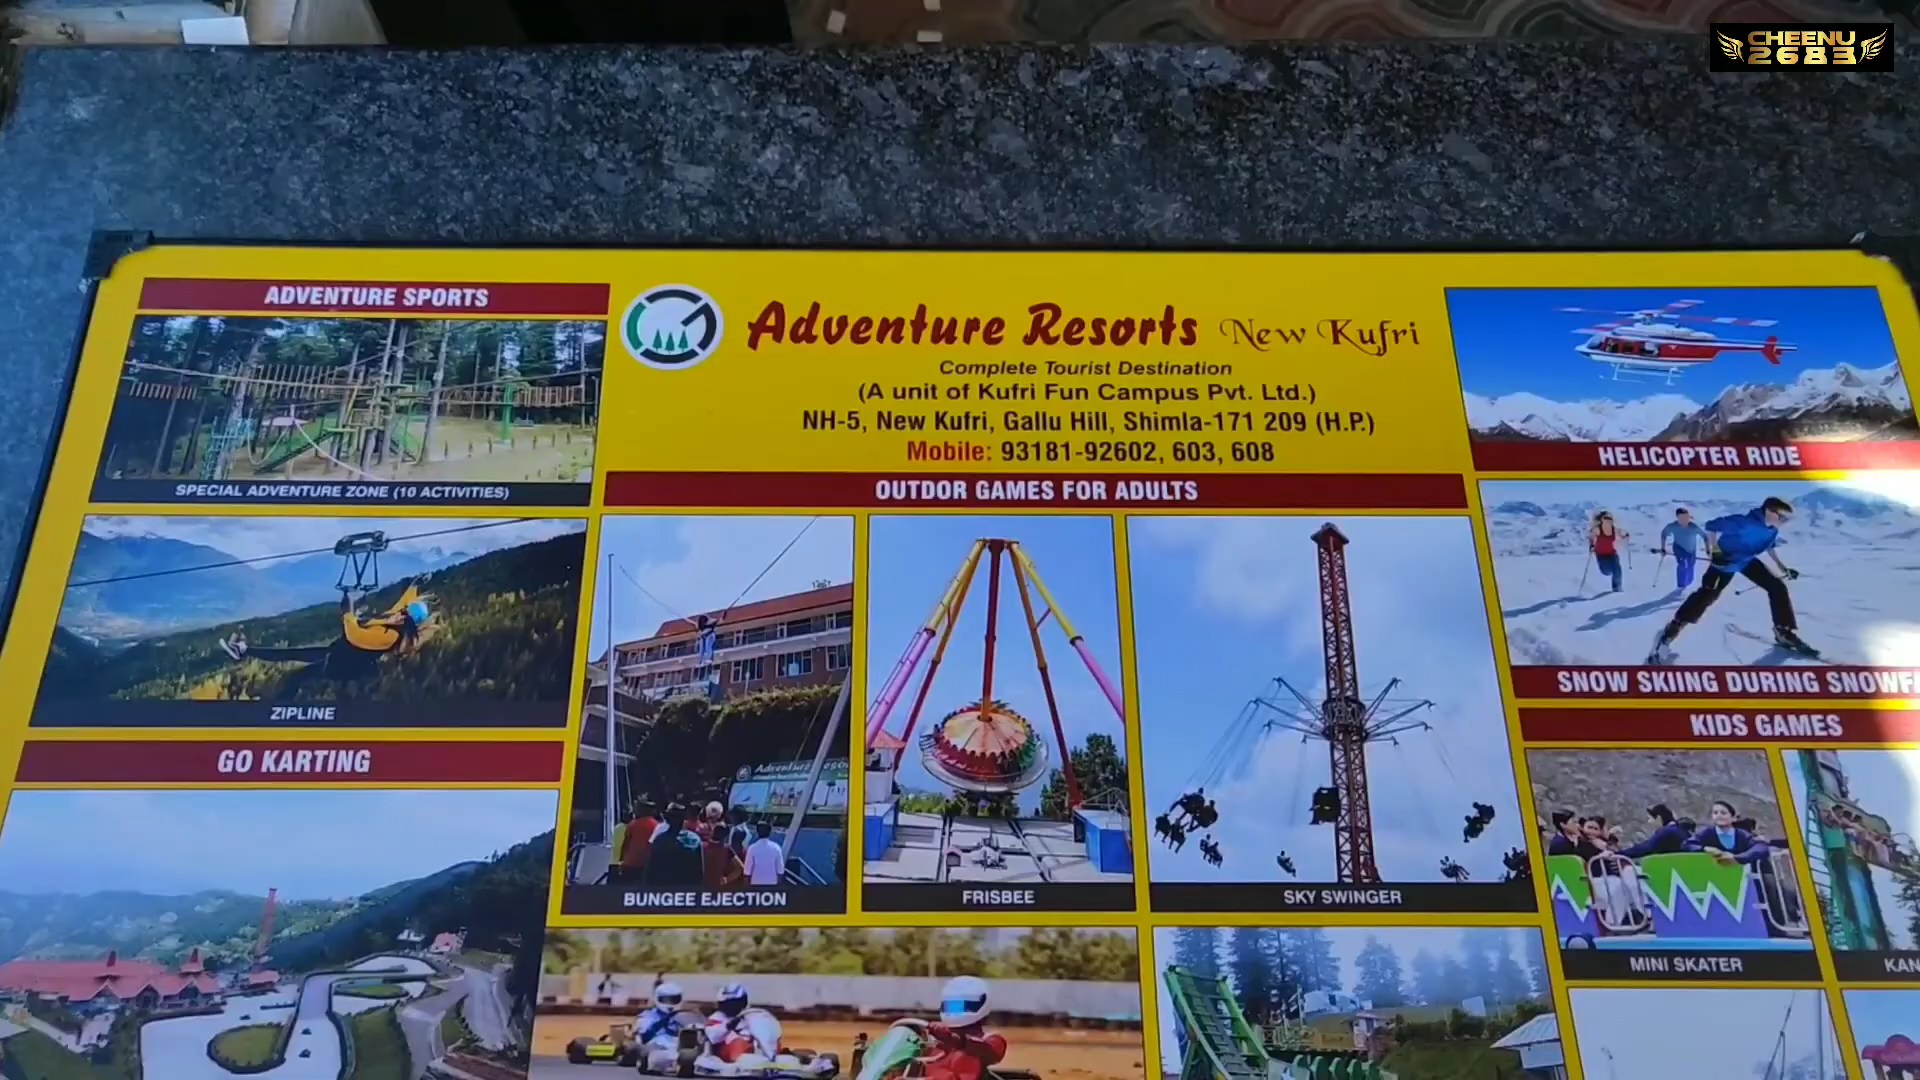 CHEENU
2683
ADVENTURE SPORTS
SPECIAL ADVENTURE ZONE (10 ACTIVITIES)
ZIPLINE
GO KARTING
Adventure Resorts New Kufri
Complete Tourist Destination
(A unit of Kufri Fun Campus Pvt. Ltd.)
NH-5, New Kufri, Gallu Hill, Shimla-171 209 (H.P.)
Mobile: 93181-92602, 603, 608
OUTDOR GAMES FOR ADULTS
BUNGEE EJECTION
FRISBEE
SKY SWINGER
HELICOPTER RIDE
SNOW SKIING DURING
KIDS GAMES
MINI SKATER